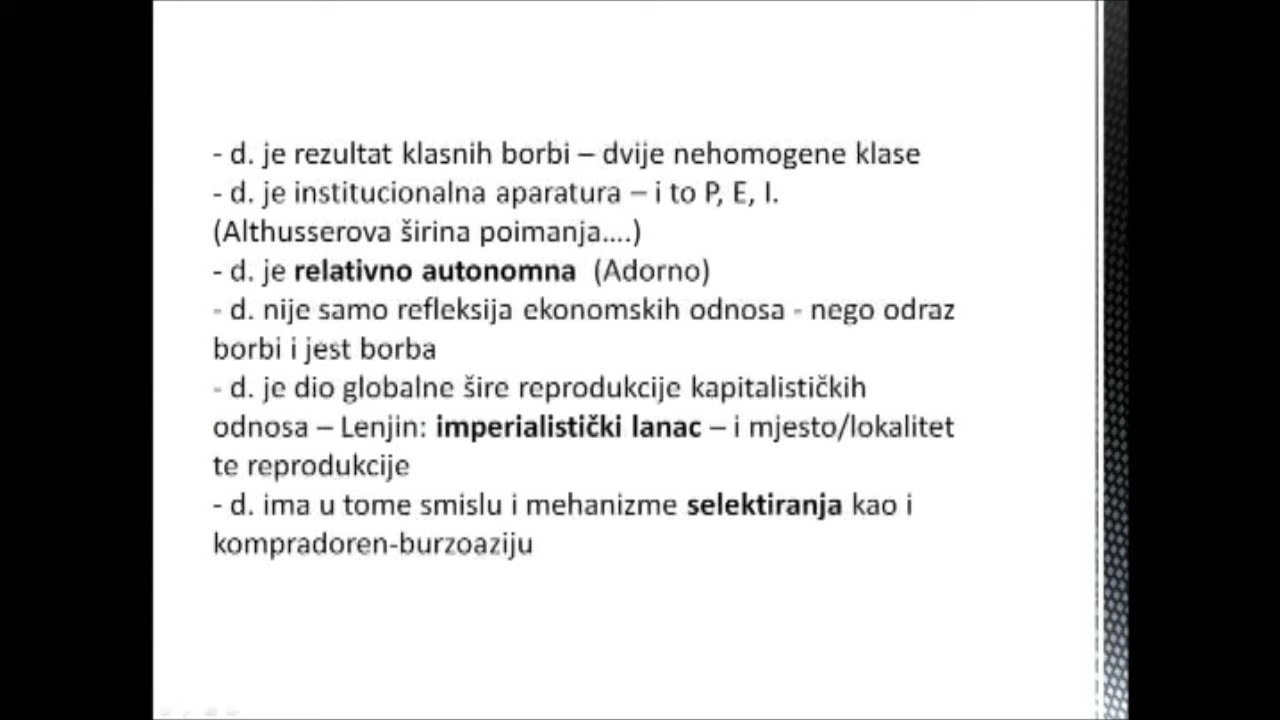 - d. je rezultat klasnih borbi – dvije nehomogene klase
- d. je institucionalna aparatura – i to P, E, I.
(Althusserova širina poimanja....)
- d. je relativno autonomna (Adorno)
- d. nije samo refleksija ekonomskih odnosa - nego odraz
borbi i jest borba
- d. je dio globalne šire reprodukcije kapitalističkih
odnosa – Lenjin: imperialistički lanac – i mjesto/lokalitet
te reprodukcije
- d. ima u tome smislu i mehanizme selektiranja kao i
kompradoren-burzoaziju